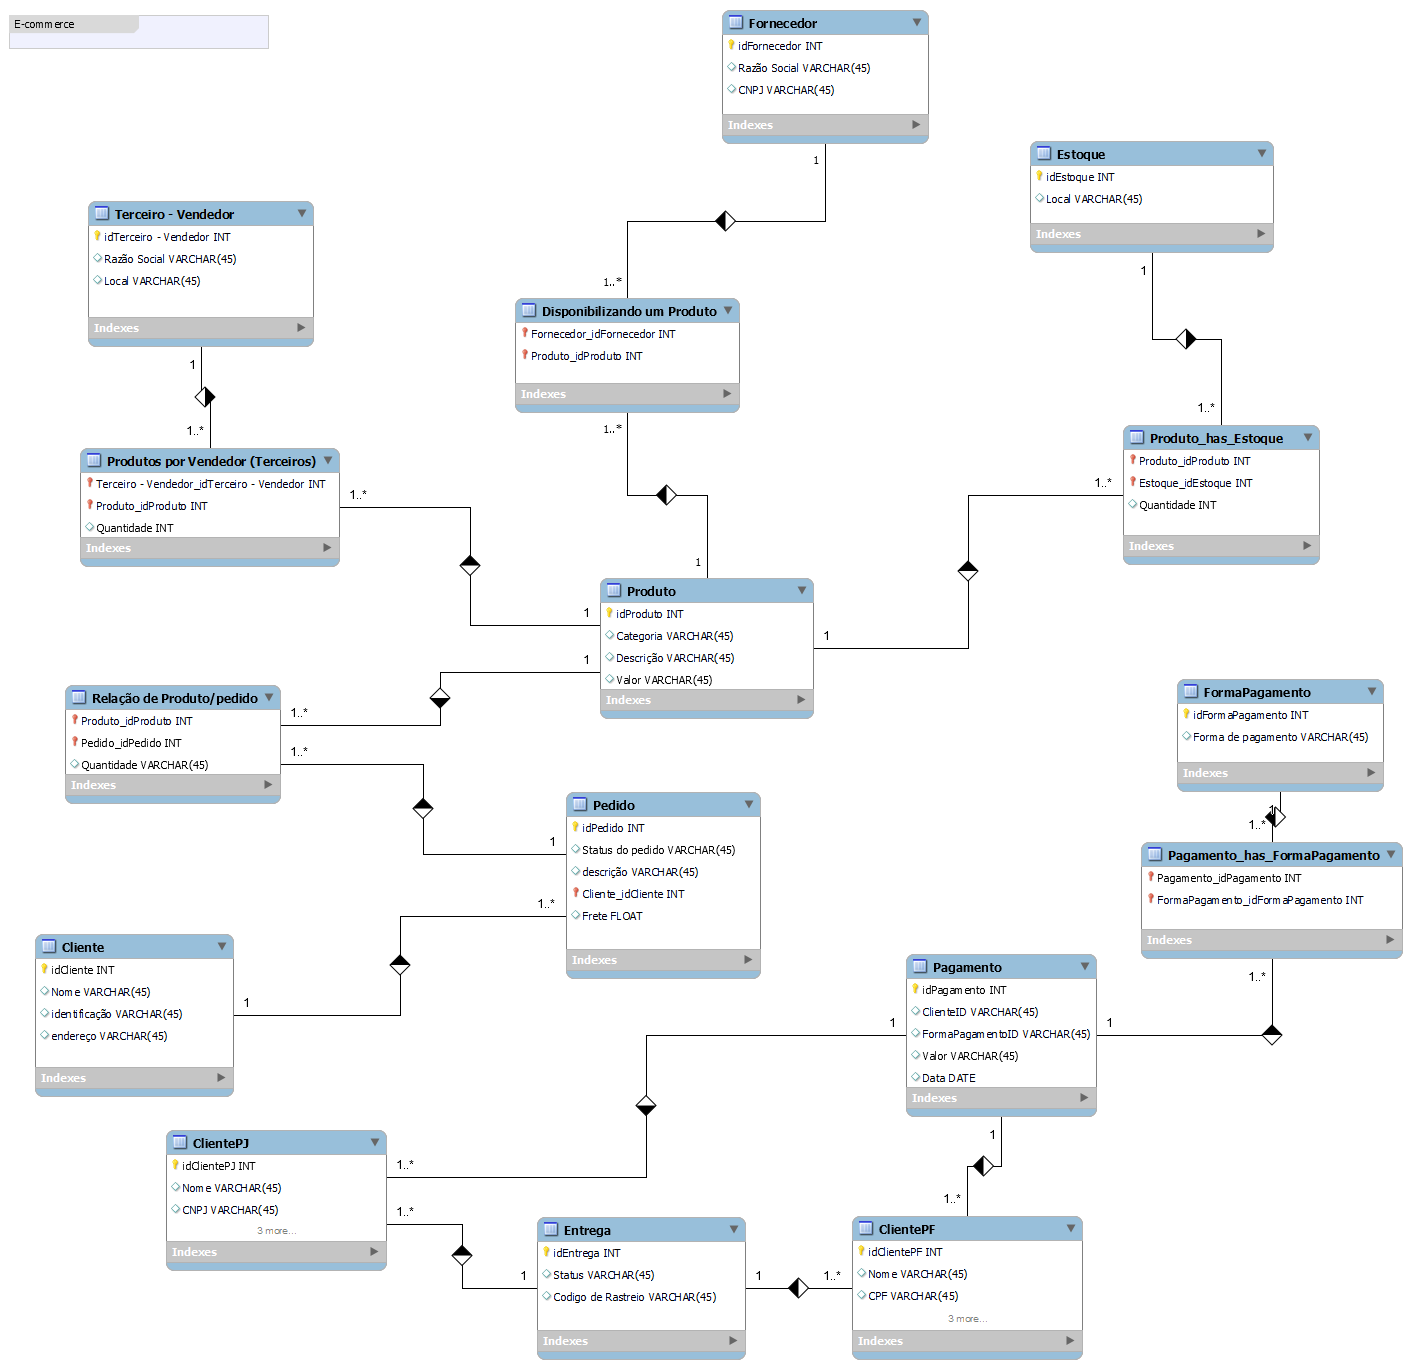 E-commerce
Fornecedor
idFornecedor INT
Razão Social VARCHAR(45)
CNPJ VARCHAR(45)
Indexes
1
1..*
Estoque
idEstoque INT
Local VARCHAR(45)
Indexes
1
1..*
Terceiro - Vendedor
idTerceiro - Vendedor INT
Razão Social VARCHAR(45)
Local VARCHAR(45)
Indexes
1
1..*
Disponibilizando um Produto
Fornecedor_idFornecedor INT
Produto_idProduto INT
Indexes
1..*
1
Produto_has_Estoque
Produto_idProduto INT
Estoque_idEstoque INT
Quantidade INT
Indexes
1..*
1
Produtos por Vendedor (Terceiros)
Terceiro - Vendedor_idTerceiro - Vendedor INT
Produto_idProduto INT
Quantidade INT
Indexes
1..*
1
Produto
idProduto INT
Categoria VARCHAR(45)
Descrição VARCHAR(45)
Valor VARCHAR(45)
Indexes
1
1..*
Relação de Produto/pedido
Produto_idProduto INT
Pedido_idPedido INT
Quantidade VARCHAR(45)
Indexes
1..*
1
FormaPagamento
idFormaPagamento INT
Forma de pagamento VARCHAR(45)
Indexes
1
1..*
Pedido
idPedido INT
Status do pedido VARCHAR(45)
descrição VARCHAR(45)
Cliente_idCliente INT
Frete FLOAT
Indexes
1..*
1
Pagamento_has_FormaPagamento
Pagamento_idPagamento INT
FormaPagamento_idFormaPagamento INT
Indexes
1..*
1
Cliente
idCliente INT
Nome VARCHAR(45)
identificação VARCHAR(45)
endereço VARCHAR(45)
Indexes
Pagamento
idPagamento INT
ClienteID VARCHAR(45)
FormaPagamentoID VARCHAR(45)
Valor VARCHAR(45)
Data DATE
Indexes
1
1..*
1
1..*
ClientePJ
idClientePJ INT
Nome VARCHAR(45)
CNPJ VARCHAR(45)
3 more...
Indexes
1..*
1
Entrega
idEntrega INT
Status VARCHAR(45)
Codigo de Rastreio VARCHAR(45)
Indexes
1
1..*
ClientePF
idClientePF INT
Nome VARCHAR(45)
CPF VARCHAR(45)
3 more...
Indexes